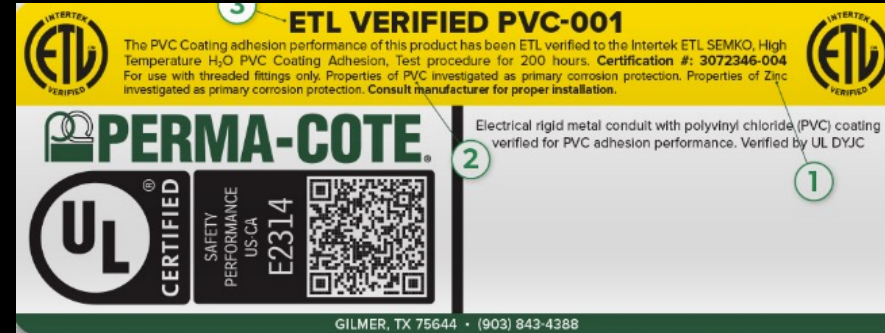 3
ETL VERIFIED PVC-001
INTERTEK
ETL
CM
VERIFIED
The PVC Coating adhesion performance of this product has been ETL verified to the Intertek ETL SEMKO, High
Temperature H₂O PVC Coating Adhesion, Test procedure for 200 hours. Certification #: 3072346-004
For use with threaded fittings only. Properties of PVC investigated as primary corrosion protection. Properties of Zinc
investigated as primary corrosion protection. Consult manufacturer for proper installation.
INTERTEK
ETL
VERIFIED
PERMA-COTE®
2
Electrical rigid metal conduit with polyvinyl chloride (PVC) coating
verified for PVC adhesion performance. Verified by UL DYJC
1
UL
®
CERTIFIED
SAFETY
PERFORMANCE
US-CA
E2314
GILMER, TX 75644 • (903) 843-4388